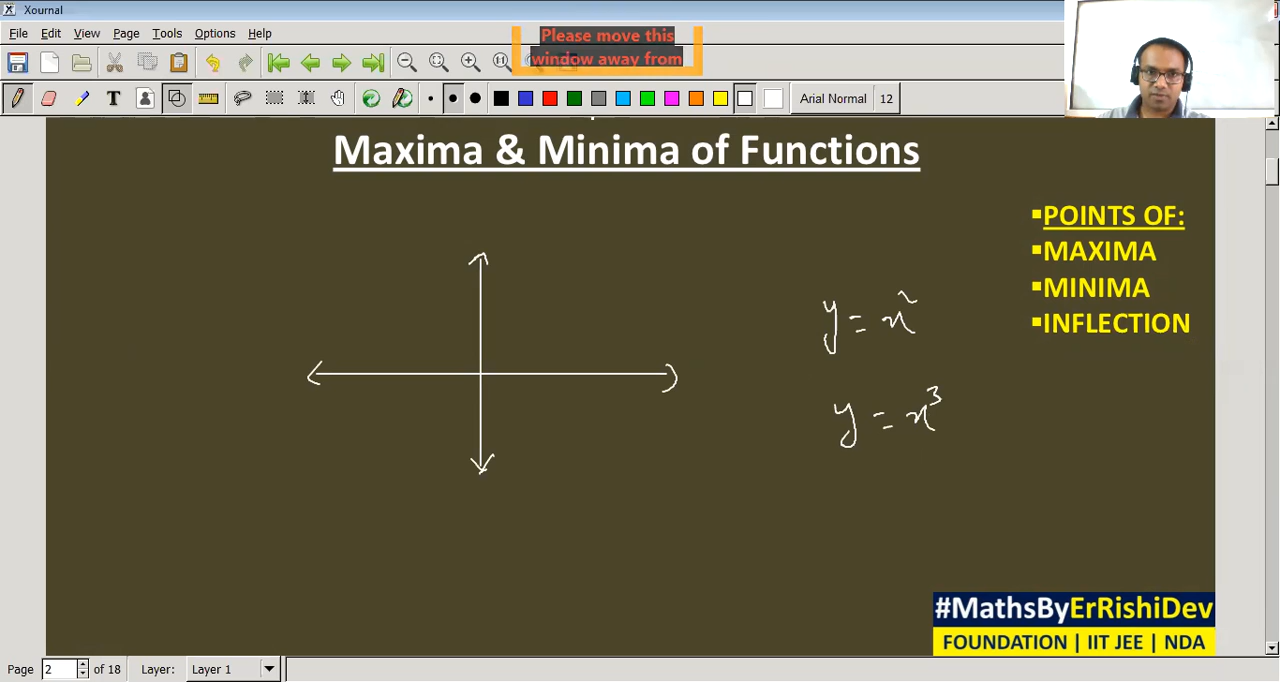 Xournal
File Edit View Page Tools Options Help
Please move this
window away from
Arial Normal 12
Maxima & Minima of Functions
▪POINTS OF:
▪MAXIMA
▪MINIMA
▪INFLECTION
y = x²
y = x³
#MathsByErRishiDev
FOUNDATION | IIT JEE | NDA
Page 2 of 18 Layer: Layer 1